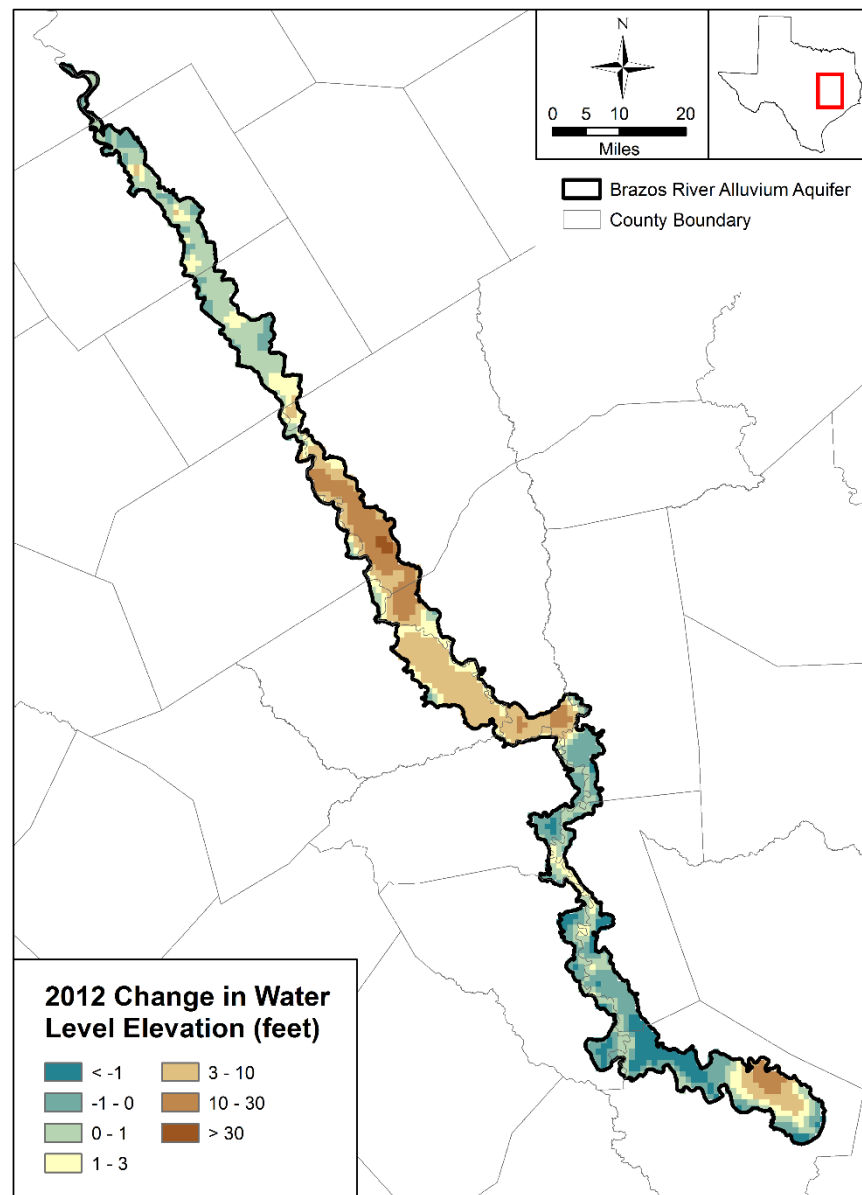 N
0 5 10 20
Miles
Brazos River Alluvium Aquifer
County Boundary
2012 Change in Water
Level Elevation (feet)
< -1
-1 - 0
0 - 1
1 - 3
3 - 10
10 - 30
> 30